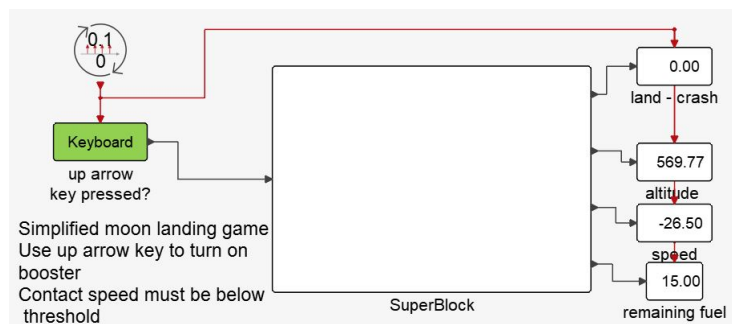 0.1
0
0.00
land - crash
Keyboard
up arrow
key pressed?
569.77
altitude
-26.50
speed
15.00
remaining fuel
SuperBlock
Simplified moon landing game
Use up arrow key to turn on
booster
Contact speed must be below
threshold